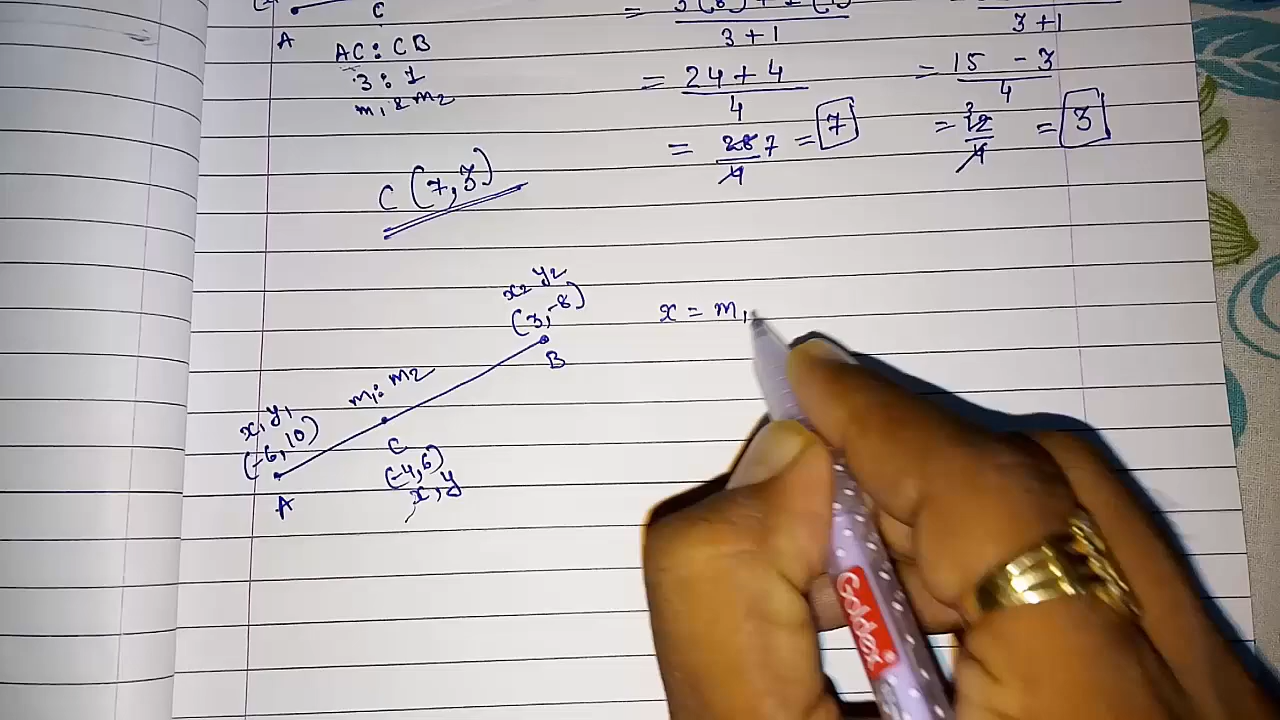 C
A
AC : CB
3 : 1
m1 : m2
3+1
= 24 + 4
4
= 28 7 = 7
4
3+1
= 15 - 3
4
= 12 3 = 3
4
C (7,3)
x2 y2
(3,-8)
B
x = m1
m1 : m2
x1 y1
(-6,10)
A
C
(-4,6)
x,y